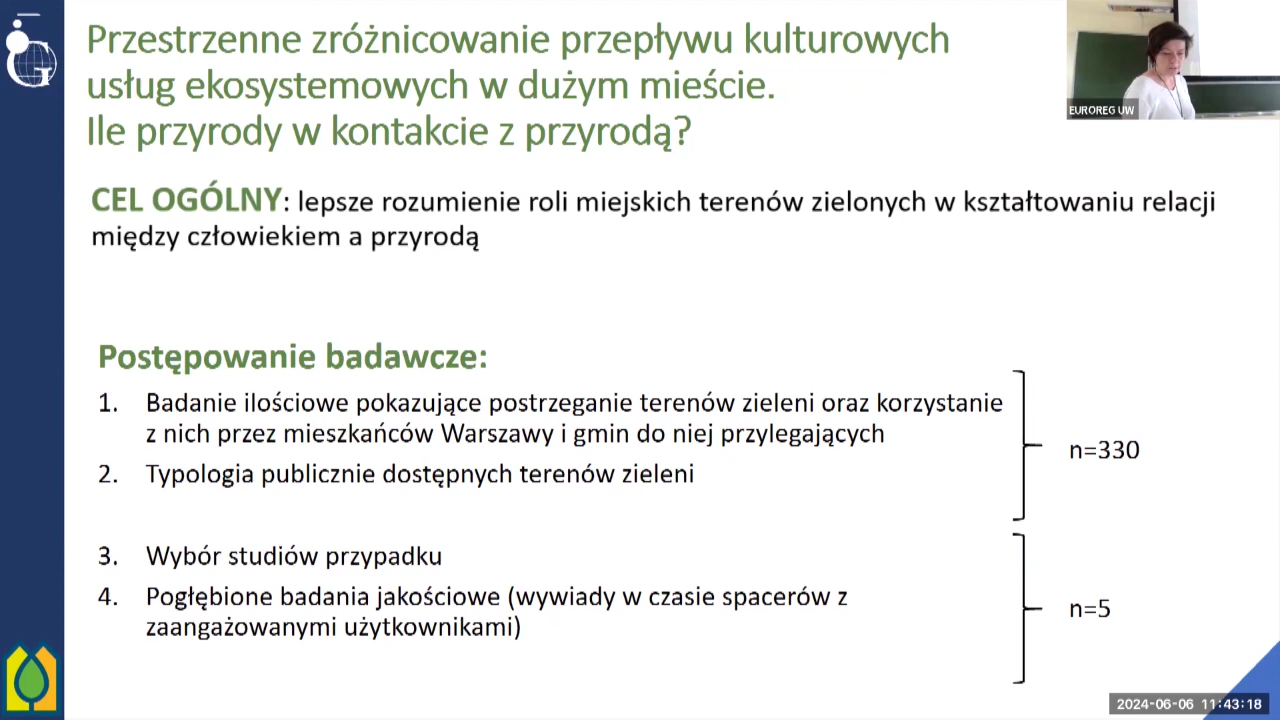 Przestrzenne zróżnicowanie przepływu kulturowych
usług ekosystemowych w dużym mieście.
Ile przyrody w kontakcie z przyrodą?
EUROREG UW
CEL OGÓLNY: lepsze rozumienie roli miejskich terenów zielonych w kształtowaniu relacji
między człowiekiem a przyrodą
Postępowanie badawcze:
1. Badanie ilościowe pokazujące postrzeganie terenów zieleni oraz korzystanie
z nich przez mieszkańców Warszawy i gmin do niej przylegających
2. Typologia publicznie dostępnych terenów zieleni
n=330
3. Wybór studiów przypadku
4. Pogłębione badania jakościowe (wywiady w czasie spacerów z
zaangażowanymi użytkownikami)
n=5
2024-06-06 11:43:18